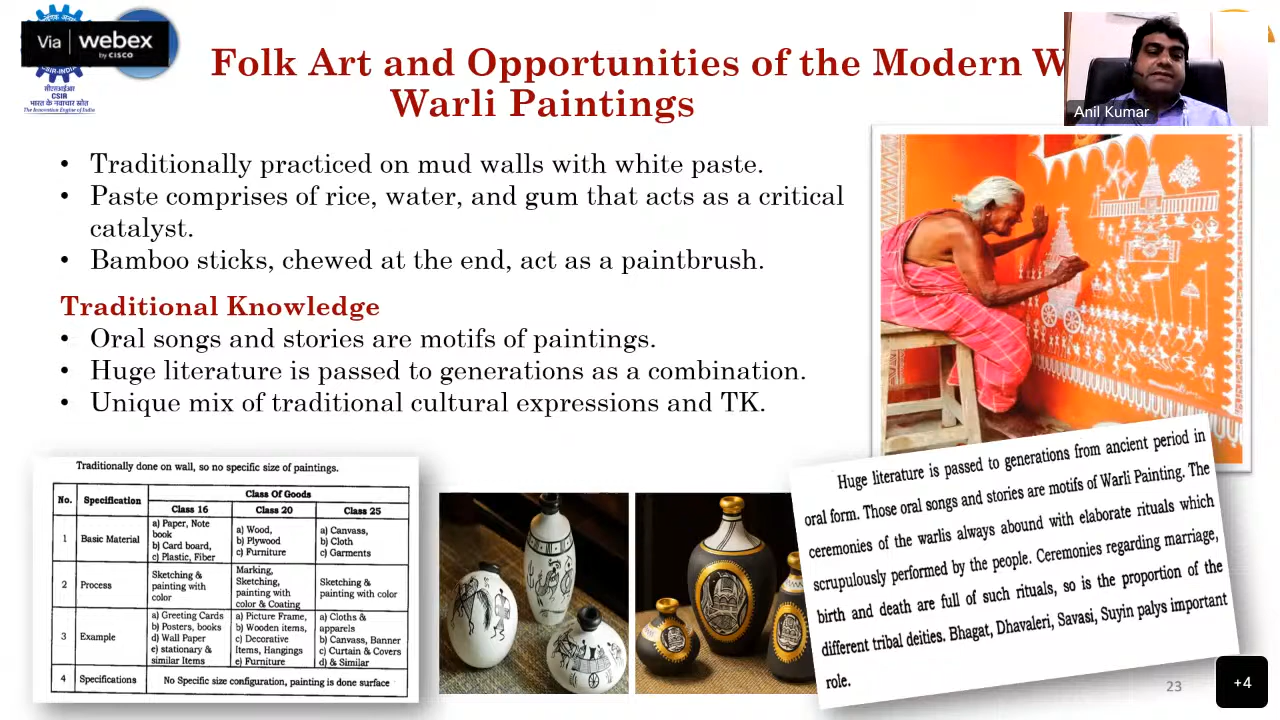 Via webex
by CISCO
सीएसआईआर
CSIR
भारत के नवाचार स्रोत
The Innovation Engine of India
Folk Art and Opportunities of the Modern W
Warli Paintings
Anil Kumar
• Traditionally practiced on mud walls with white paste.
• Paste comprises of rice, water, and gum that acts as a critical
catalyst.
• Bamboo sticks, chewed at the end, act as a paintbrush.
Traditional Knowledge
• Oral songs and stories are motifs of paintings.
• Huge literature is passed to generations as a combination.
• Unique mix of traditional cultural expressions and TK.
Traditionally done on wall, so no specific size of paintings.
No. Specification Class Of Goods
Class 16 Class 20 Class 25
1 Basic Material
a) Paper, Note
book
b) Card board,
c) Plastic, Fiber
a) Wood,
b) Plywood
c) Furniture
a) Canvass,
b) Cloth
c) Garments
2 Process
Sketching &
painting with
color
Marking,
Sketching,
painting with
color & Coating
Sketching &
painting with color
3 Example
a) Greeting Cards
b) Posters, books
d) Wall Paper
e) stationary &
similar Items
a) Picture Frame,
b) Wooden items,
c) Decorative
Items, Hangings
e) Furniture
a) Cloths &
apparels
b) Canvass, Banner
c) Curtain & Covers
d) & Similar
4 Specifications No Specific size configuration, painting is done surface
Huge literature is passed to generations from ancient period in
oral form. Those oral songs and stories are motifs of Warli Painting. The
ceremonies of the warlis always abound with elaborate rituals which
scrupulously performed by the people. Ceremonies regarding marriage,
birth and death are full of such rituals, so is the proportion of the
different tribal deities. Bhagat, Dhavaleri, Savasi, Suyin palys important
role.
23
+4